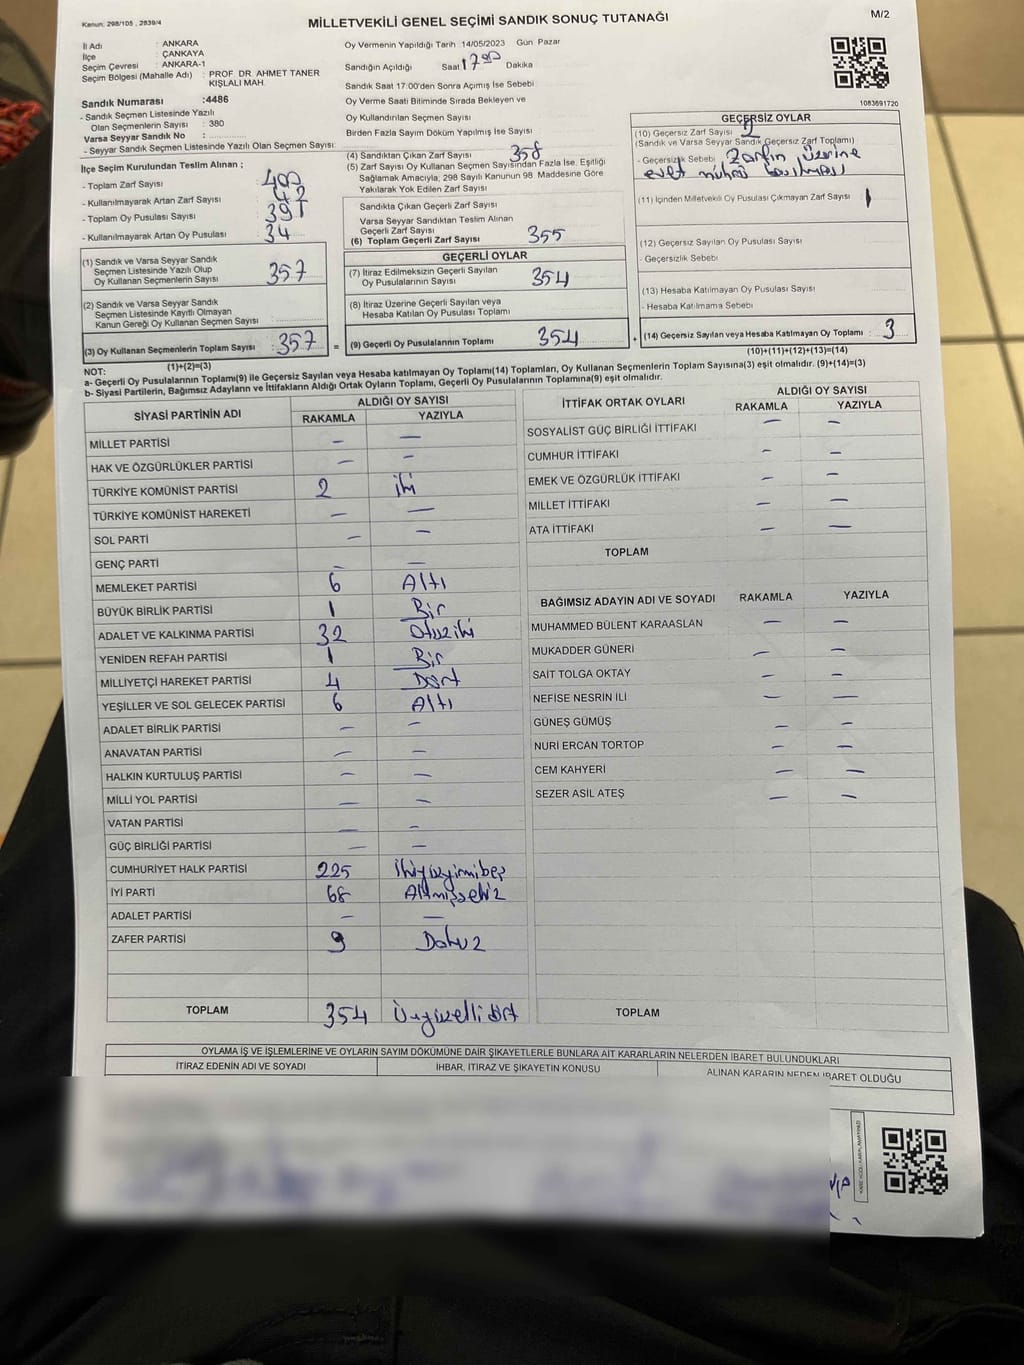 Kanun: 298/105 , 2839/4
MİLLETVEKİLİ GENEL SEÇİMİ SANDIK SONUÇ TUTANAĞI
M/2
İl Adı : ANKARA
İlçe : ÇANKAYA
Seçim Çevresi : ANKARA-1
Seçim Bölgesi (Mahalle Adı) : PROF. DR. AHMET TANER KIŞLALI MAH.
Sandık Numarası :4486
- Sandık Seçmen Listesinde Yazılı
Olan Seçmenlerin Sayısı : 380
Varsa Seyyar Sandık No :
- Seyyar Sandık Seçmen Listesinde Yazılı Olan Seçmen Sayısı:
İlçe Seçim Kurulundan Teslim Alınan :
- Toplam Zarf Sayısı 400
- Kullanılmayarak Artan Zarf Sayısı 42
- Toplam Oy Pusulası Sayısı 391
- Kullanılmayarak Artan Oy Pusulası 34
(1) Sandık ve Varsa Seyyar Sandık
Seçmen Listesinde Yazılı Olup
Oy Kullanan Seçmenlerin Sayısı 357
(2) Sandık ve Varsa Seyyar Sandık
Seçmen Listesinde Kayıtlı Olmayan
Kanun Gereği Oy Kullanan Seçmen Sayısı
(3) Oy Kullanan Seçmenlerin Toplam Sayısı 357 =
(1)+(2)=(3)
Oy Vermenin Yapıldığı Tarih :14/05/2023 Gün Pazar
Sandığın Açıldığı Saat 17 00 Dakika
Sandık Saat 17:00'den Sonra Açımış İse Sebebi
Oy Verme Saati Bitiminde Sırada Bekleyen ve
Oy Kullandırılan Seçmen Sayısı
Birden Fazla Sayım Döküm Yapılmış İse Sayısı
(4) Sandıktan Çıkan Zarf Sayısı 358
(5) Zarf Sayısı Oy Kullanan Seçmen Sayısından Fazla İse, Eşitliği
Sağlamak Amacıyla, 298 Sayılı Kanunun 98 Maddesine Göre
Yakılarak Yok Edilen Zarf Sayısı
Sandıkta Çıkan Geçerli Zarf Sayısı
Varsa Seyyar Sandıktan Teslim Alınan
Geçerli Zarf Sayısı
(6) Toplam Geçerli Zarf Sayısı 355
GEÇERLİ OYLAR
(7) İtiraz Edilmeksizin Geçerli Sayılan
Oy Pusulalarının Sayısı 354
(8) İtiraz Üzerine Geçerli Sayılan veya
Hesaba Katılan Oy Pusulası Toplamı
(9) Geçerli Oy Pusulalarının Toplamı 354 +
1083691720
GEÇERSİZ OYLAR
(10) Geçersiz Zarf Sayısı 2
(Sandık ve Varsa Seyyar Sandık Geçersiz Zarf Toplamı)
- Geçersizlik Sebebi Zarfın üzerine
evet mührü basılması
(11) İçinden Milletvekili Oy Pusulası Çıkmayan Zarf Sayısı 1
(12) Geçersiz Sayılan Oy Pusulası Sayısı
- Geçersizlik Sebebi
(13) Hesaba Katılmayan Oy Pusulası Sayısı
- Hesaba Katılmama Sebebi
(14) Geçersiz Sayılan veya Hesaba Katılmayan Oy Toplamı : 3
(10)+(11)+(12)+(13)=(14)
NOT:
a- Geçerli Oy Pusulalarının Toplamı(9) ile Geçersiz Sayılan veya Hesaba katılmayan Oy Toplamı(14) Toplamları, Oy Kullanan Seçmenlerin Toplam Sayısına(3) eşit olmalıdır. (9)+(14)=(3)
b- Siyasi Partilerin, Bağımsız Adayların ve İttifakların Aldığı Ortak Oyların Toplamı, Geçerli Oy Pusulalarının Toplamına(9) eşit olmalıdır.
SİYASİ PARTİNİN ADI ALDIĞI OY SAYISI
RAKAMLA YAZIYLA
MİLLET PARTİSİ — —
HAK VE ÖZGÜRLÜKLER PARTİSİ — —
TÜRKİYE KOMÜNİST PARTİSİ 2 iki
TÜRKİYE KOMÜNİST HAREKETİ — —
SOL PARTİ — —
GENÇ PARTİ — —
MEMLEKET PARTİSİ 6 Altı
BÜYÜK BİRLİK PARTİSİ 1 Bir
ADALET VE KALKINMA PARTİSİ 32 Otuziki
YENİDEN REFAH PARTİSİ 1 Bir
MİLLİYETÇİ HAREKET PARTİSİ 4 Dört
YEŞİLLER VE SOL GELECEK PARTİSİ 6 Altı
ADALET BİRLİK PARTİSİ — —
ANAVATAN PARTİSİ — —
HALKIN KURTULUŞ PARTİSİ — —
MİLLİ YOL PARTİSİ — —
VATAN PARTİSİ — —
GÜÇ BİRLİĞİ PARTİSİ — —
CUMHURİYET HALK PARTİSİ 225 ikiyüzyirmibeş
İYİ PARTİ 68 Altmışsekiz
ADALET PARTİSİ — —
ZAFER PARTİSİ 9 Dokuz
TOPLAM 354 Üçyüzellidört
İTTİFAK ORTAK OYLARI ALDIĞI OY SAYISI
RAKAMLA YAZIYLA
SOSYALİST GÜÇ BİRLİĞİ İTTİFAKI — —
CUMHUR İTTİFAKI — —
EMEK VE ÖZGÜRLÜK İTTİFAKI — —
MİLLET İTTİFAKI — —
ATA İTTİFAKI — —
TOPLAM
BAĞIMSIZ ADAYIN ADI VE SOYADI RAKAMLA YAZIYLA
MUHAMMED BÜLENT KARAASLAN — —
MUKADDER GÜNERİ — —
SAİT TOLGA OKTAY — —
NEFİSE NESRİN İLİ — —
GÜNEŞ GÜMÜŞ — —
NURİ ERCAN TORTOP — —
CEM KAHYERİ — —
SEZER ASİL ATEŞ — —
TOPLAM
OYLAMA İŞ VE İŞLEMLERİNE VE OYLARIN SAYIM DÖKÜMÜNE DAİR ŞİKAYETLERLE BUNLARA AİT KARARLARIN NELERDEN İBARET BULUNDUKLARI
İTİRAZ EDENİN ADI VE SOYADI İHBAR, İTİRAZ VE ŞİKAYETİN KONUSU ALINAN KARARIN NEDEN İBARET OLDUĞU